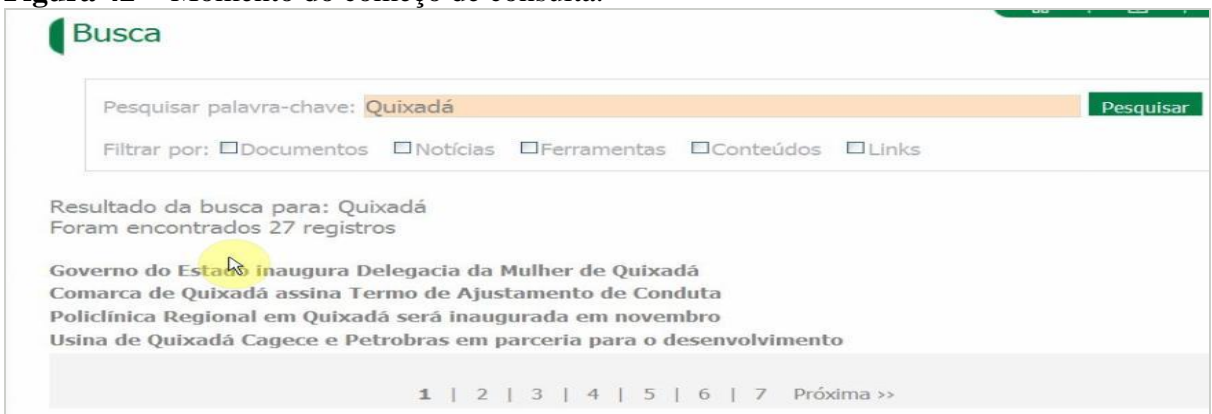 Busca
Pesquisar palavra-chave: Quixadá Pesquisar
Filtrar por: Documentos Notícias Ferramentas Conteúdos Links
Resultado da busca para: Quixadá
Foram encontrados 27 registros
Governo do Estado inaugura Delegacia da Mulher de Quixadá
Comarca de Quixadá assina Termo de Ajustamento de Conduta
Policlínica Regional em Quixadá será inaugurada em novembro
Usina de Quixadá Cagece e Petrobras em parceria para o desenvolvimento
1 | 2 | 3 | 4 | 5 | 6 | 7 Próxima >>